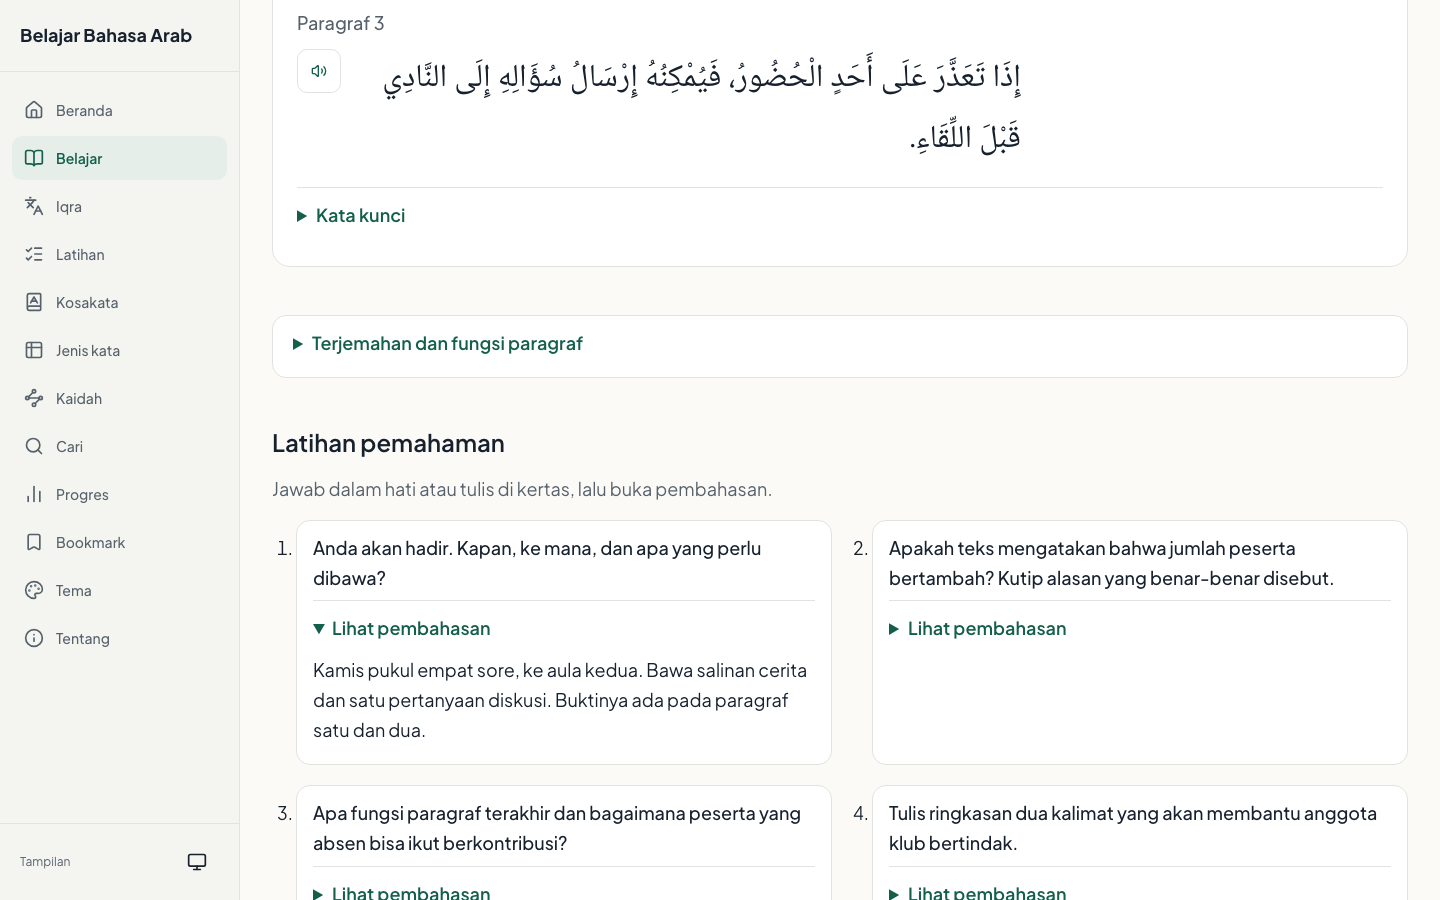 Belajar Bahasa Arab
Beranda
Belajar
Iqra
Latihan
Kosakata
Jenis kata
Kaidah
Cari
Progres
Bookmark
Tema
Tentang
Tampilan
Paragraf 3
إِذَا تَعَذَّرَ عَلَى أَحَدٍ الْحُضُورُ، فَيُمْكِنُهُ إِرْسَالُ سُؤَالِهِ إِلَى النَّادِي
قَبْلَ اللِّقَاءِ.
Kata kunci
Terjemahan dan fungsi paragraf
Latihan pemahaman
Jawab dalam hati atau tulis di kertas, lalu buka pembahasan.
1. Anda akan hadir. Kapan, ke mana, dan apa yang perlu
dibawa?
Lihat pembahasan
Kamis pukul empat sore, ke aula kedua. Bawa salinan cerita
dan satu pertanyaan diskusi. Buktinya ada pada paragraf
satu dan dua.
2. Apakah teks mengatakan bahwa jumlah peserta
bertambah? Kutip alasan yang benar-benar disebut.
Lihat pembahasan
3. Apa fungsi paragraf terakhir dan bagaimana peserta yang
absen bisa ikut berkontribusi?
Lihat pembahasan
4. Tulis ringkasan dua kalimat yang akan membantu anggota
klub bertindak.
Lihat pembahasan